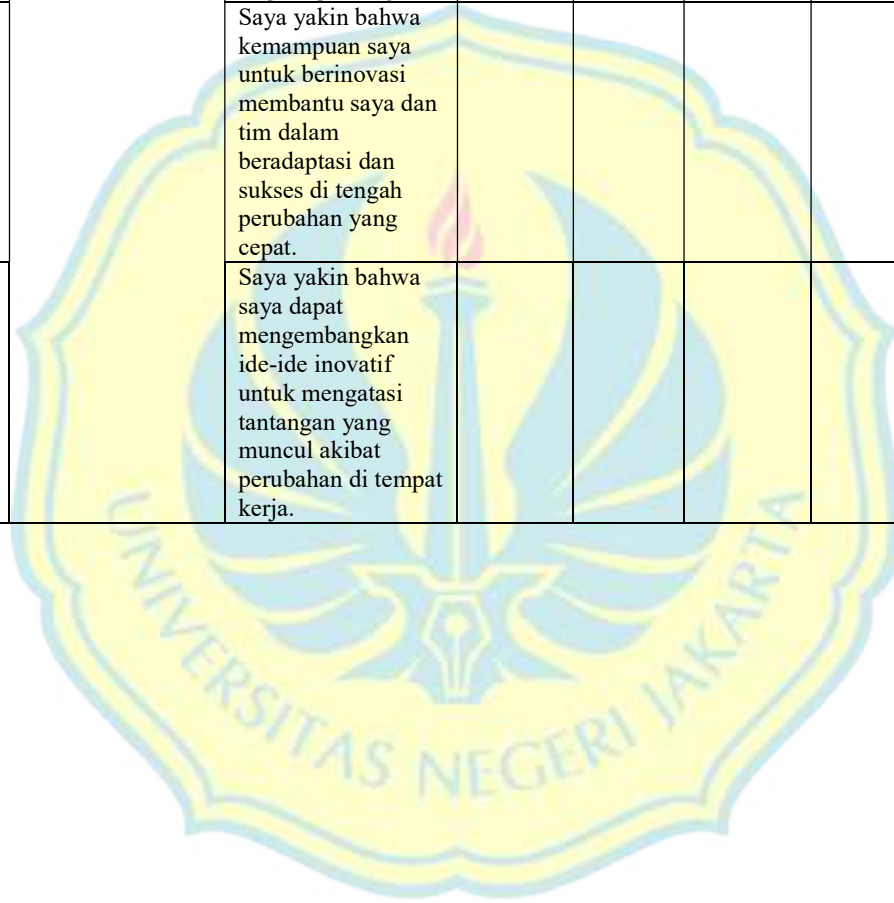 Saya yakin bahwa
kemampuan saya
untuk berinovasi
membantu saya dan
tim dalam
beradaptasi dan
sukses di tengah
perubahan yang
cepat.
Saya yakin bahwa
saya dapat
mengembangkan
ide-ide inovatif
untuk mengatasi
tantangan yang
muncul akibat
perubahan di tempat
kerja.
UNIVERSITAS NEGERI JAKARTA